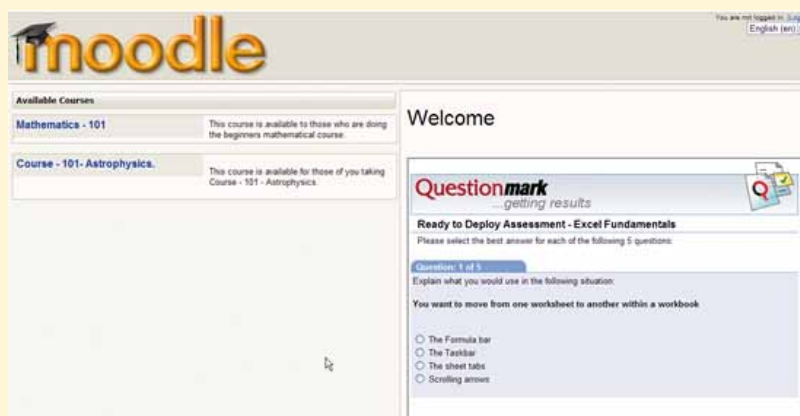 moodle
You are not logged in.
English (en)
Available Courses
Mathematics - 101
This course is available to those who are doing
the beginners mathematical course.
Course - 101- Astrophysics.
This course is available for those of you taking
Course - 101 - Astrophysics.
Welcome
Questionmark
...getting results
Ready to Deploy Assessment - Excel Fundamentals
Please select the best answer for each of the following 5 questions:
Question: 1 of 5
Explain what you would use in the following situation:
You want to move from one worksheet to another within a workbook
The Formula bar
The Taskbar
The sheet tabs
Scrolling arrows